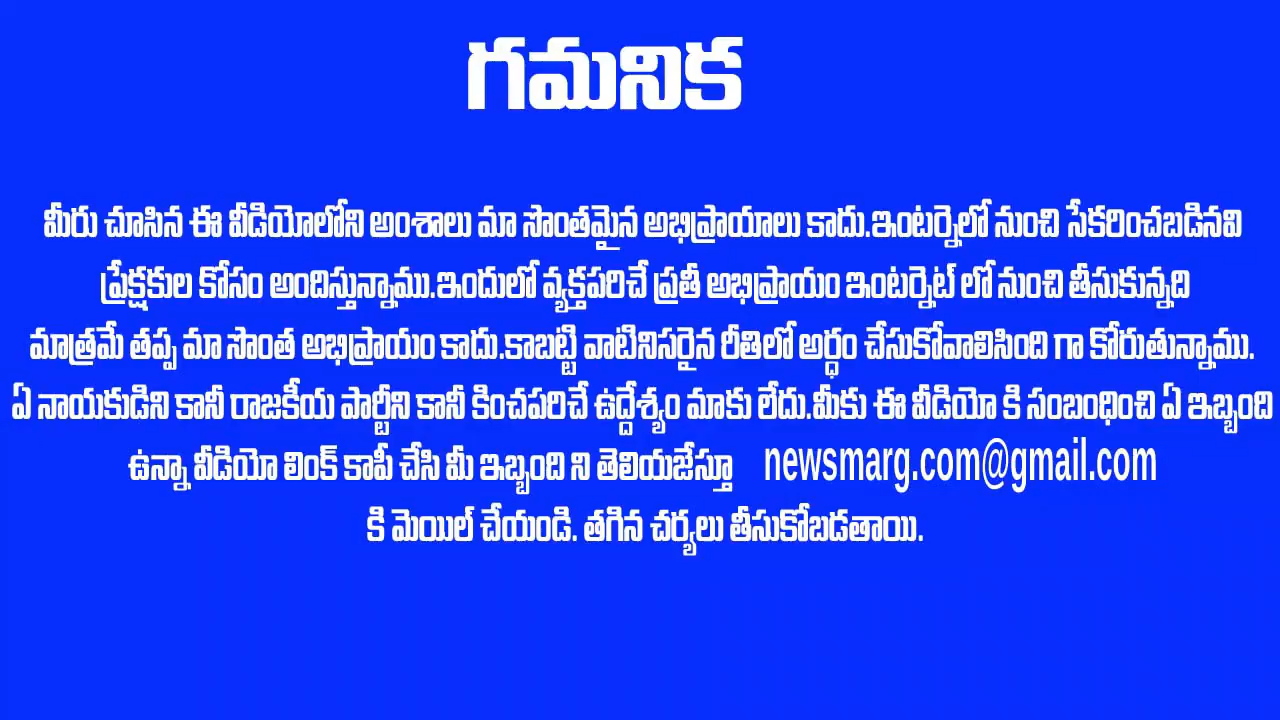 గమనిక
మీరు చూసిన ఈ వీడియోలోని అంశాలు మా సొంతమైన అభిప్రాయాలు కాదు.ఇంటర్నెలో నుంచి సేకరించబడినవి
ప్రేక్షకుల కోసం అందిస్తున్నాము.ఇందులో వ్యక్తపరిచే ప్రతీ అభిప్రాయం ఇంటర్నెట్ లో నుంచి తీసుకున్నది
మాత్రమే తప్ప మా సొంత అభిప్రాయం కాదు.కాబట్టి వాటినిసరైన రీతిలో అర్ధం చేసుకోవాలిసింది గా కోరుతున్నాము.
ఏ నాయకుడిని కానీ రాజకీయ పార్టీని కానీ కించపరిచే ఉద్దేశ్యం మాకు లేదు.మీకు ఈ వీడియో కి సంబంధించి ఏ ఇబ్బంది
ఉన్నా వీడియో లింక్ కాపీ చేసి మీ ఇబ్బంది ని తెలియజేస్తూ newsmarg.com@gmail.com
కి మెయిల్ చేయండి. తగిన చర్యలు తీసుకోబడతాయి.